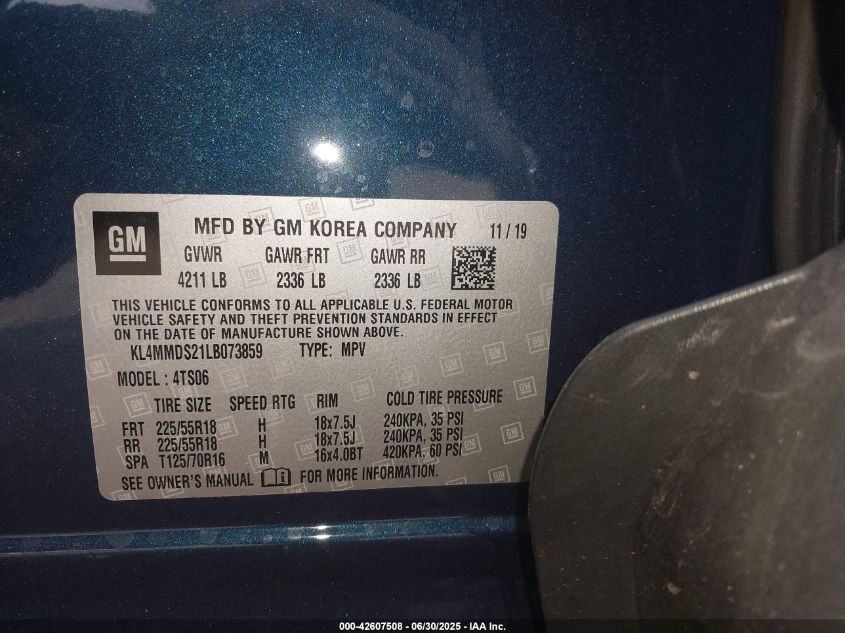 GM MFD BY GM KOREA COMPANY 11 / 19
GVWR GAWR FRT GAWR RR
4211 LB 2336 LB 2336 LB
THIS VEHICLE CONFORMS TO ALL APPLICABLE U.S. FEDERAL MOTOR
VEHICLE SAFETY AND THEFT PREVENTION STANDARDS IN EFFECT
ON THE DATE OF MANUFACTURE SHOWN ABOVE.
KL4MMDS21LB073859 TYPE: MPV
MODEL : 4TS06
TIRE SIZE SPEED RTG RIM COLD TIRE PRESSURE
FRT 225/55R18 H 18x7.5J 240KPA, 35 PSI
RR 225/55R18 H 18x7.5J 240KPA, 35 PSI
SPA T125/70R16 M 16x4.0BT 420KPA, 60 PSI
SEE OWNER'S MANUAL i FOR MORE INFORMATION.
000-42607508 - 06/30/2025 - IAA Inc.